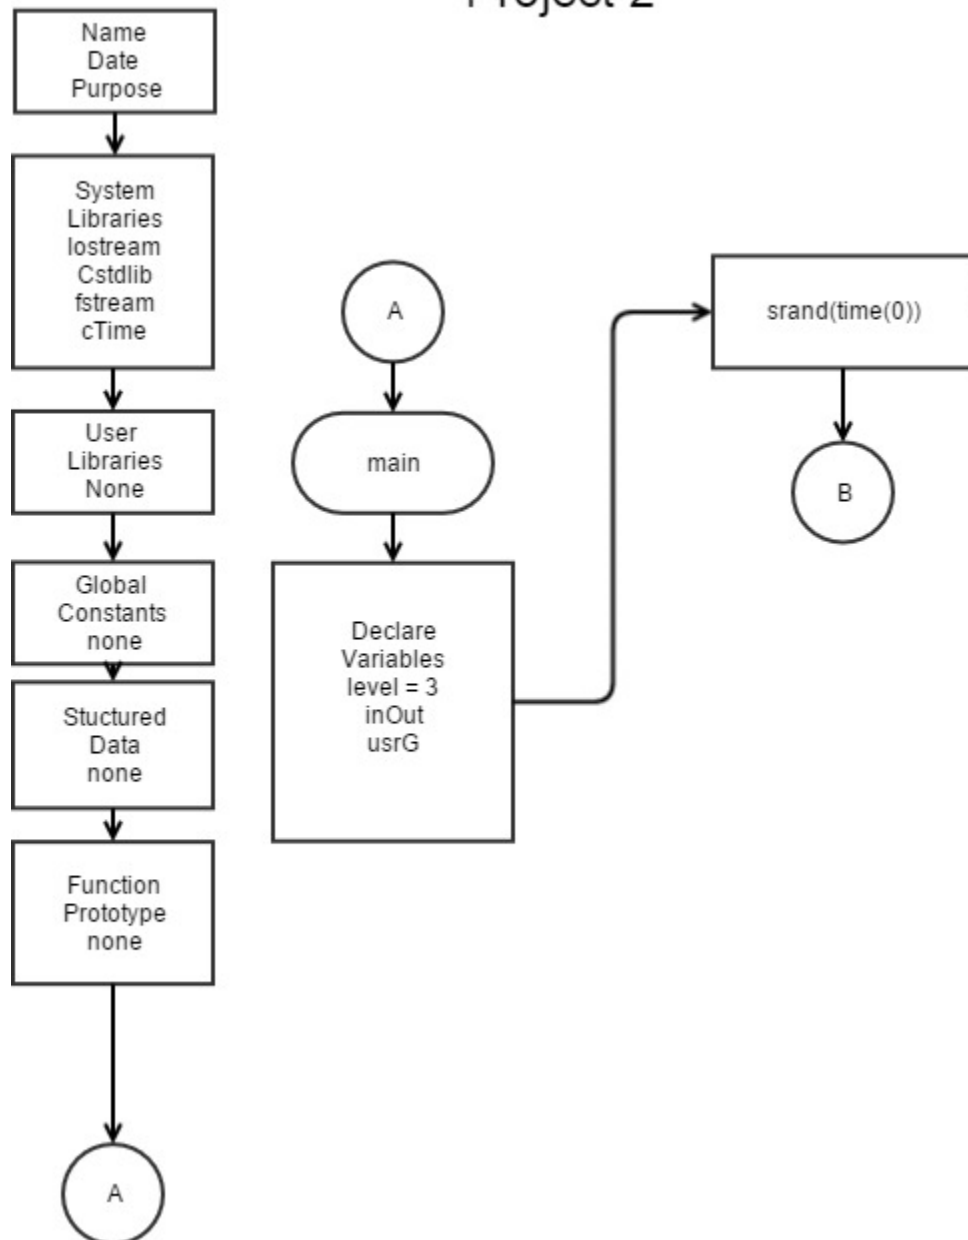 Project 2
Name
Date
Purpose
System
Libraries
Iostream
Cstdlib
fstream
cTime
User
Libraries
None
Global
Constants
none
Stuctured
Data
none
Function
Prototype
none
A
A
main
Declare
Variables
level = 3
inOut
usrG
srand(time(0))
B